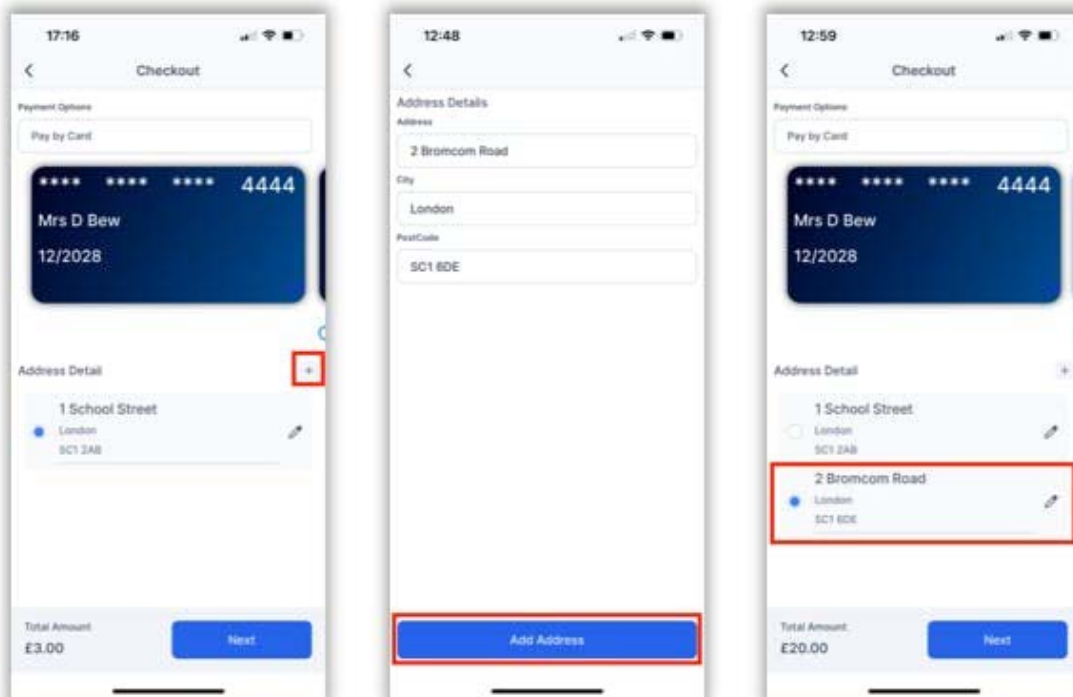 17:16
Checkout
Payment Options
Pay by Card
**** **** **** 4444
Mrs D Bew
12/2028
Address Detail
+
1 School Street
London
SC1 2AB
Total Amount
£3.00
Next
12:48
Address Details
Address
2 Bromcom Road
City
London
PostCode
SC1 6DE
Add Address
12:59
Checkout
Payment Options
Pay by Card
**** **** **** 4444
Mrs D Bew
12/2028
Address Detail
+
1 School Street
London
SC1 2AB
2 Bromcom Road
London
SC1 6DE
Total Amount
£20.00
Next